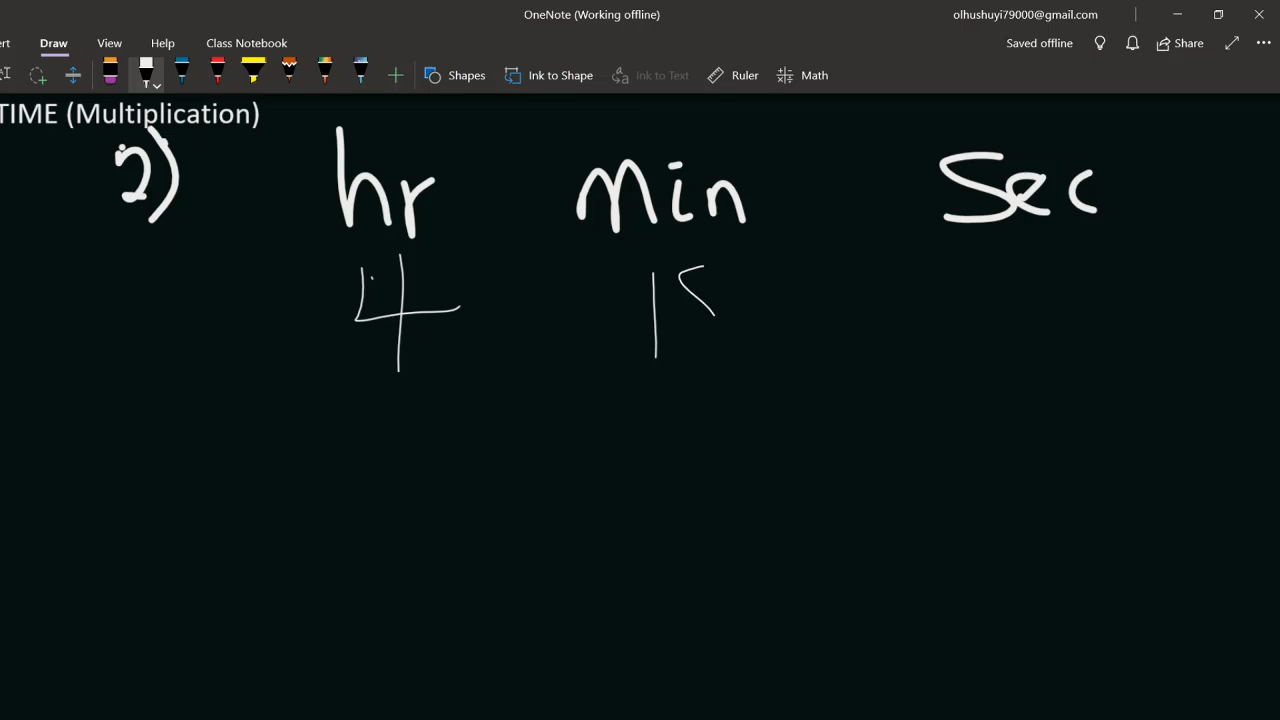 OneNote (Working offline) olhushuyi79000@gmail.com
rt Draw View Help Class Notebook Saved offline Share
Shapes Ink to Shape Ink to Text Ruler Math
TIME (Multiplication)
2) hr min Sec
4 1